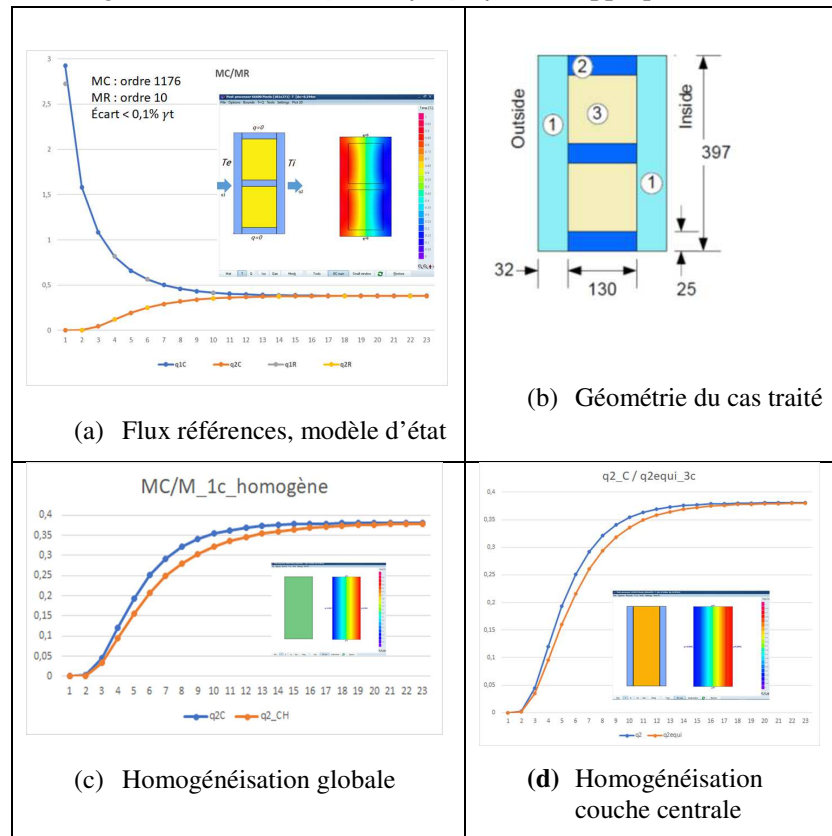 MC/MR
MC : ordre 1176
MR : ordre 10
Écart < 0,1% γt
3
2,5
2
1,5
1
0,5
0
q=0
Te
Ti
q=0
1 2 3 4 5 6 7 8 9 10 11 12 13 14 15 16 17 18 19 20 21 22 23
q1C q2C q1R q2R
(a) Flux références, modèle d'état
Outside
Inside
2
3
1
1
397
32
130
25
(b) Géométrie du cas traité
MC/M_1c_homogène
0,4
0,35
0,3
0,25
0,2
0,15
0,1
0,05
0
1 2 3 4 5 6 7 8 9 10 11 12 13 14 15 16 17 18 19 20 21 22 23
q2C q2_CH
(c) Homogénéisation globale
q2_C / q2equi_3c
0,4
0,35
0,3
0,25
0,2
0,15
0,1
0,05
0
1 2 3 4 5 6 7 8 9 10 11 12 13 14 15 16 17 18 19 20 21 22 23
q2 q2equi
(d) Homogénéisation
couche centrale